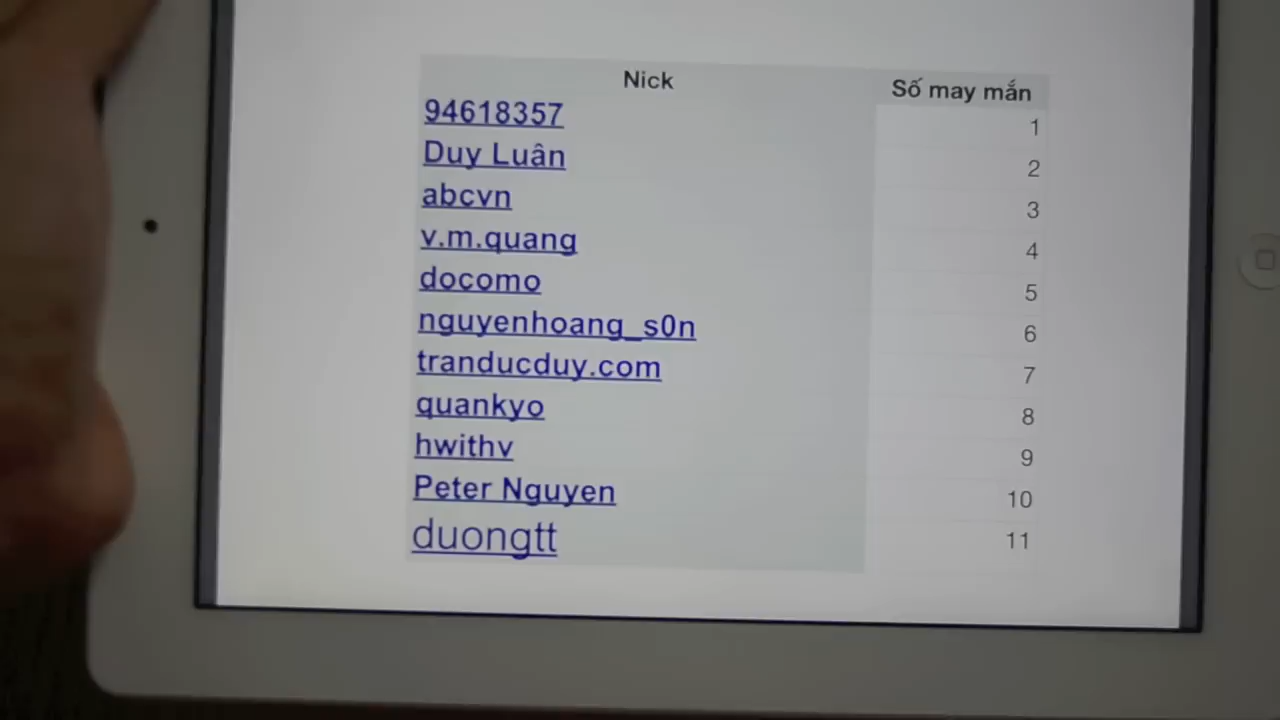 Nick Số may mắn
94618357 1
Duy Luân 2
abcvn 3
v.m.quang 4
docomo 5
nguyenhoang_s0n 6
tranducduy.com 7
quankyo 8
hwithv 9
Peter Nguyen 10
duongtt 11